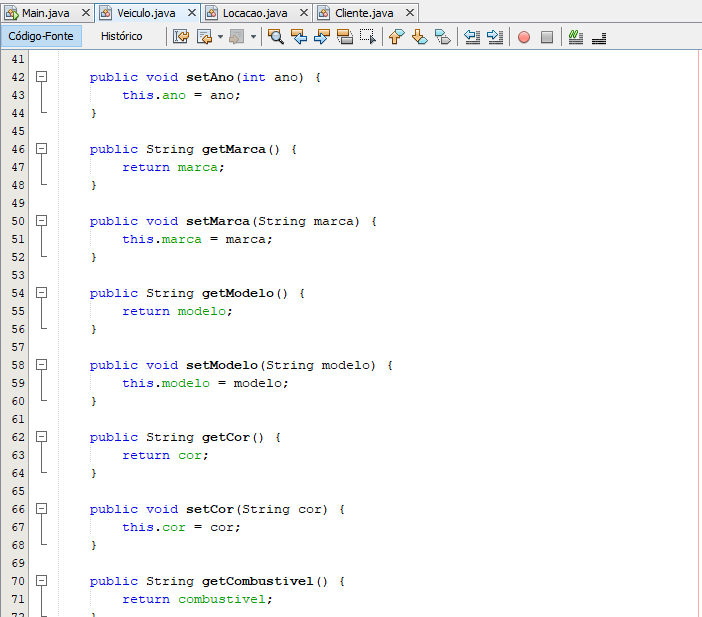 Main.java Veiculo.java Locacao.java Cliente.java
Código-Fonte Histórico
41
42 public void setAno(int ano) {
43 this.ano = ano;
44 }
45
46 public String getMarca() {
47 return marca;
48 }
49
50 public void setMarca(String marca) {
51 this.marca = marca;
52 }
53
54 public String getModelo() {
55 return modelo;
56 }
57
58 public void setModelo(String modelo) {
59 this.modelo = modelo;
60 }
61
62 public String getCor() {
63 return cor;
64 }
65
66 public void setCor(String cor) {
67 this.cor = cor;
68 }
69
70 public String getCombustivel() {
71 return combustivel;
72 }